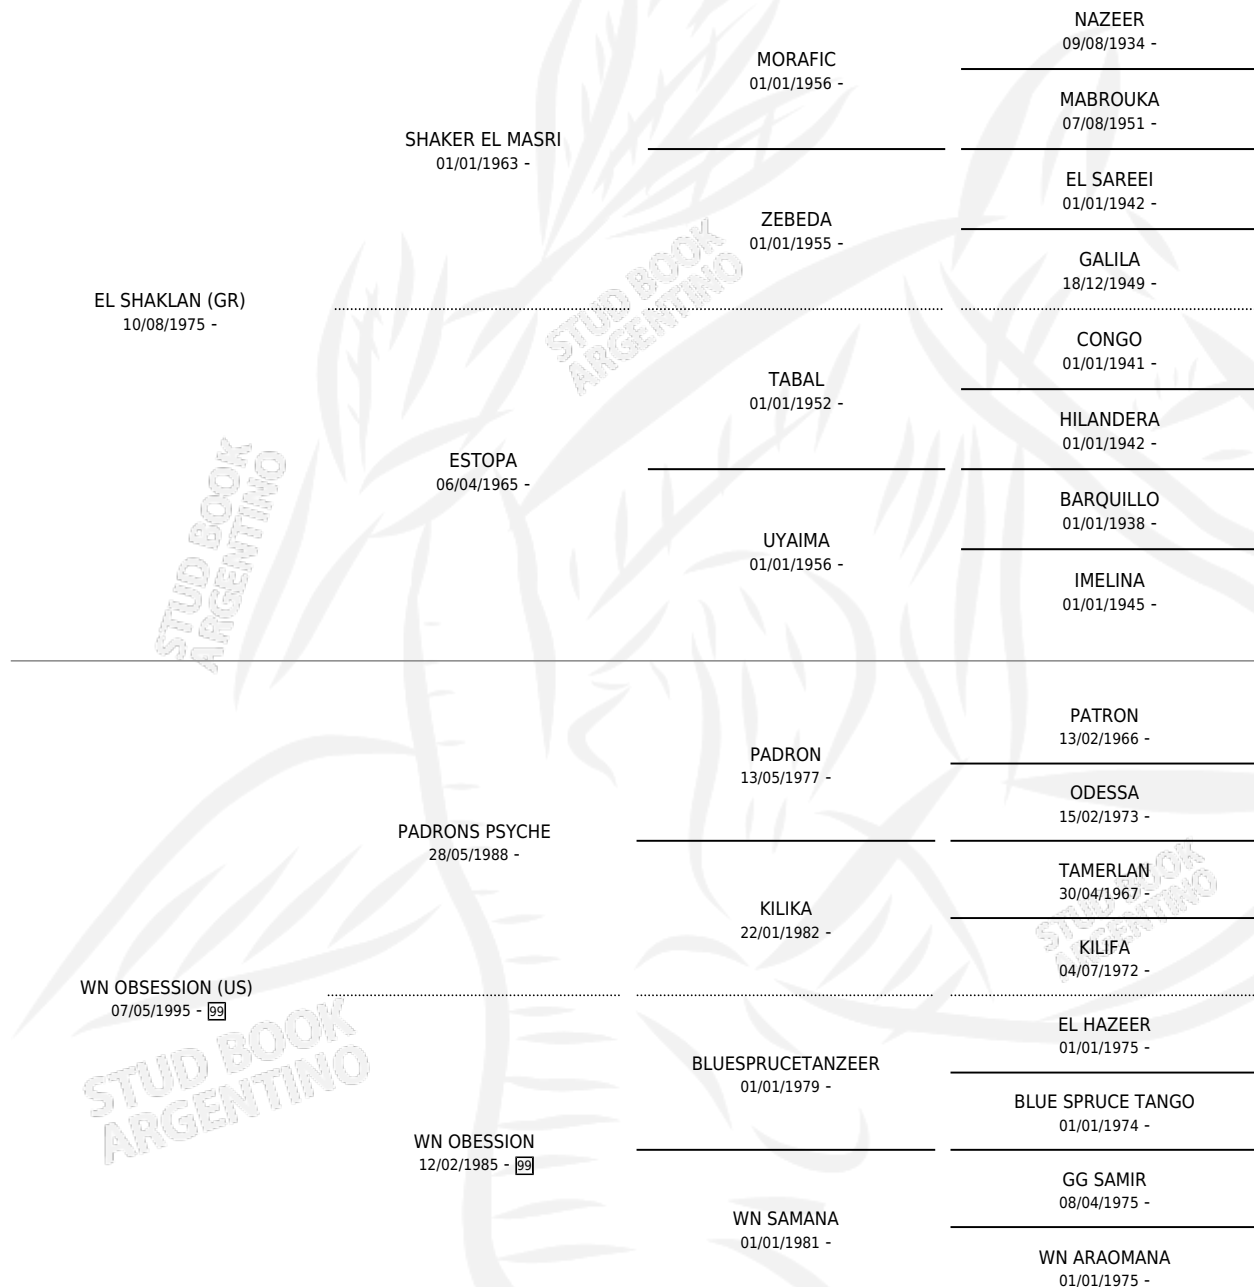 NAZEER
09/08/1934 -
MORAFIC
01/01/1956 -
MABROUKA
07/08/1951 -
SHAKER EL MASRI
01/01/1963 -
EL SAREEI
01/01/1942 -
ZEBEDA
01/01/1955 -
GALILA
18/12/1949 -
EL SHAKLAN (GR)
10/08/1975 -
STUD BOOK
ARGENTINO
CONGO
01/01/1941 -
TABAL
01/01/1952 -
HILANDERA
01/01/1942 -
ESTOPA
06/04/1965 -
BARQUILLO
01/01/1938 -
UYAIMA
01/01/1956 -
IMELINA
01/01/1945 -
STUD BOOK
ARGENTINO
PATRON
13/02/1966 -
PADRON
13/05/1977 -
ODESSA
15/02/1973 -
PADRONS PSYCHE
28/05/1988 -
TAMERLAN
30/04/1967 -
KILIKA
22/01/1982 -
KILIFA
04/07/1972 -
STUD BOOK
ARGENTINO
WN OBSESSION (US)
07/05/1995 - 99
EL HAZEER
01/01/1975 -
BLUESPRUCETANZEER
01/01/1979 -
BLUE SPRUCE TANGO
01/01/1974 -
STUD BOOK
ARGENTINO
WN OBESSION
12/02/1985 - 99
GG SAMIR
08/04/1975 -
WN SAMANA
01/01/1981 -
WN ARAOMANA
01/01/1975 -